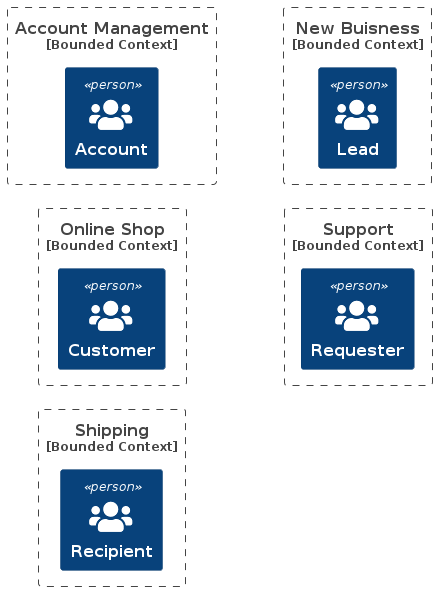 Account Management
[Bounded Context]
«person»
Account
New Buisness
[Bounded Context]
«person»
Lead
Online Shop
[Bounded Context]
«person»
Customer
Support
[Bounded Context]
«person»
Requester
Shipping
[Bounded Context]
«person»
Recipient